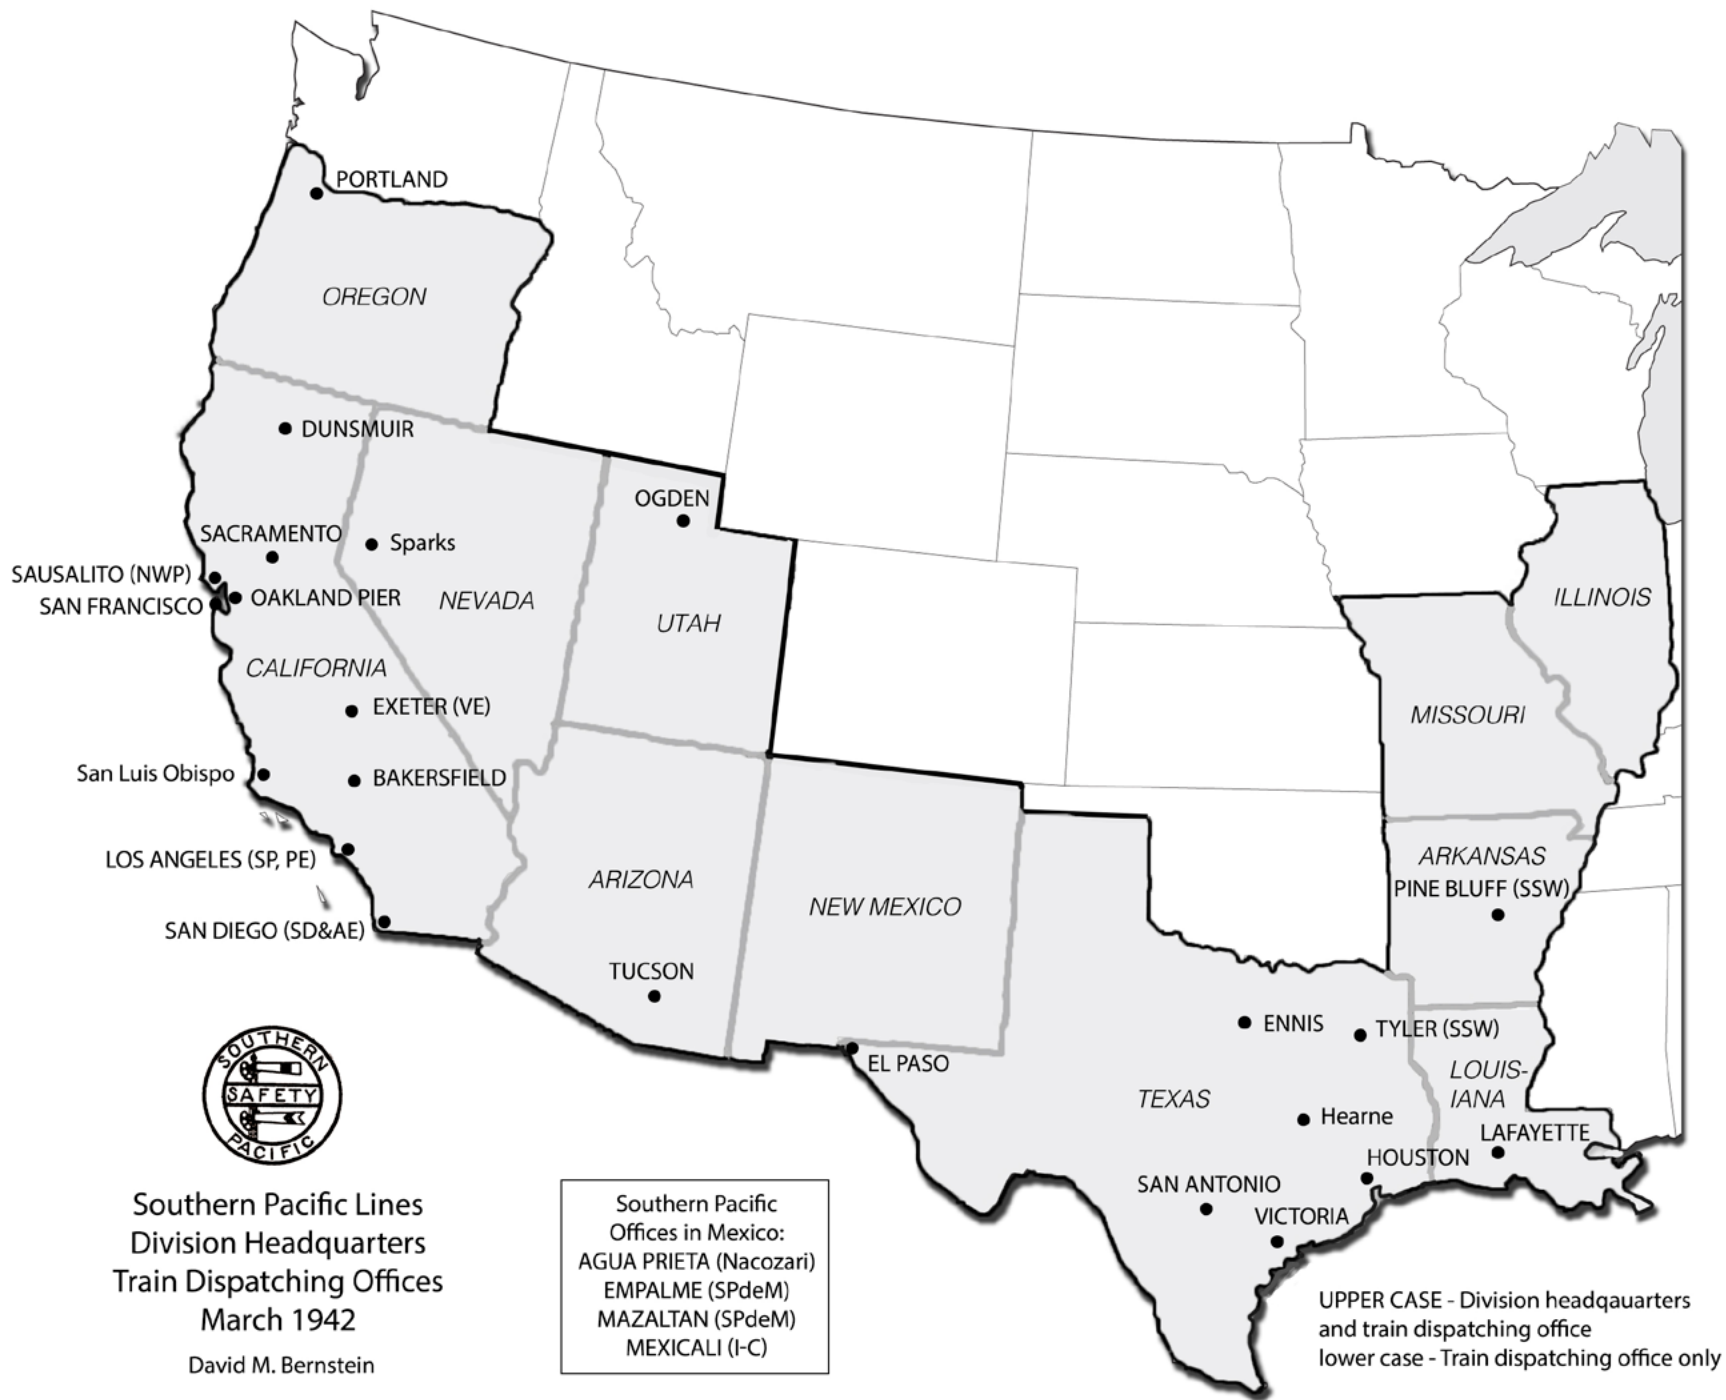 PORTLAND
OREGON
DUNSMUIR
OGDEN
SACRAMENTO
Sparks
SAUSALITO (NWP)
OAKLAND PIER
SAN FRANCISCO
NEVADA
UTAH
ILLINOIS
CALIFORNIA
EXETER (VE)
MISSOURI
San Luis Obispo
BAKERSFIELD
LOS ANGELES (SP, PE)
ARIZONA
NEW MEXICO
ARKANSAS
PINE BLUFF (SSW)
SAN DIEGO (SD&AE)
TUCSON
ENNIS
TYLER (SSW)
EL PASO
LOUIS-
IANA
TEXAS
Hearne
LAFAYETTE
HOUSTON
SAN ANTONIO
VICTORIA
SOUTHERN
SAFETY
PACIFIC
Southern Pacific Lines
Division Headquarters
Train Dispatching Offices
March 1942
David M. Bernstein
Southern Pacific
Offices in Mexico:
AGUA PRIETA (Nacozari)
EMPALME (SPdeM)
MAZALTAN (SPdeM)
MEXICALI (I-C)
UPPER CASE - Division headqauarters
and train dispatching office
lower case - Train dispatching office only